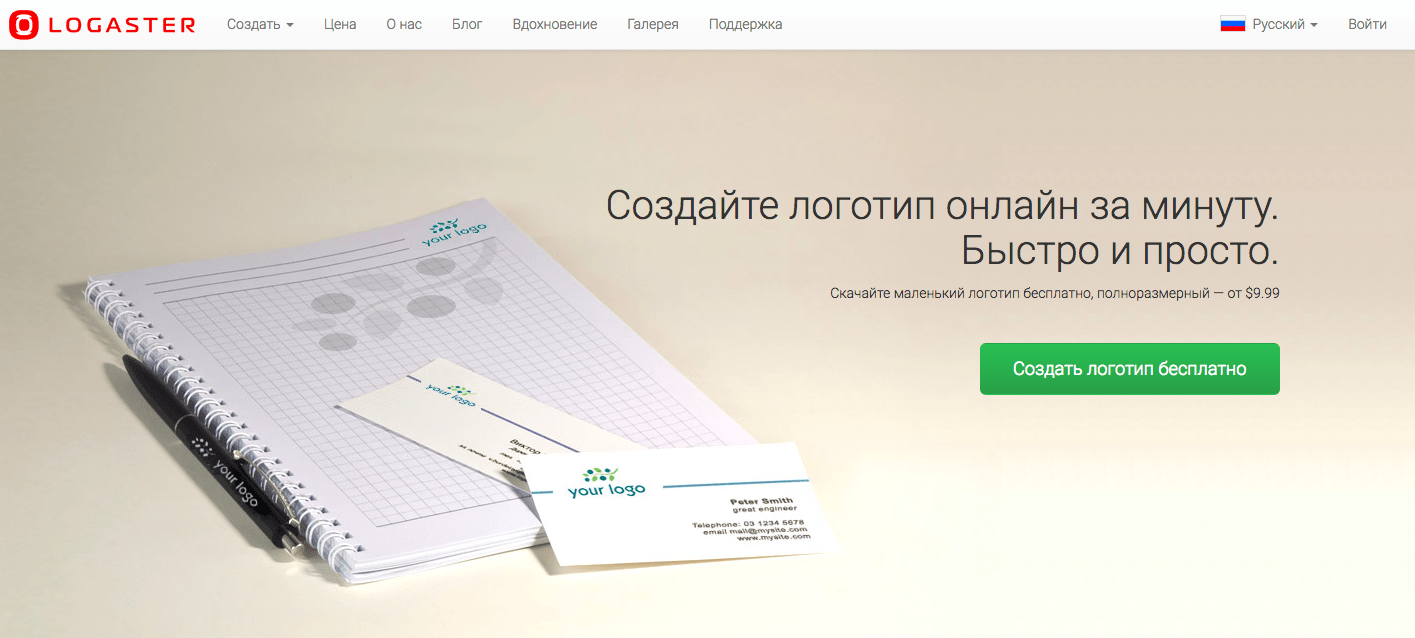 LOGASTER
Создать
Цена
О нас
Блог
Вдохновение
Галерея
Поддержка
Русский
Войти
Создайте логотип онлайн за минуту.
Быстро и просто.
Скачайте маленький логотип бесплатно, полноразмерный — от $9.99
Создать логотип бесплатно
your logo
your logo
Виктор
your logo
your logo
Peter Smith
great engineer
Telephone: 03 1234 5678
email mail@mysite.com
www.mysite.com